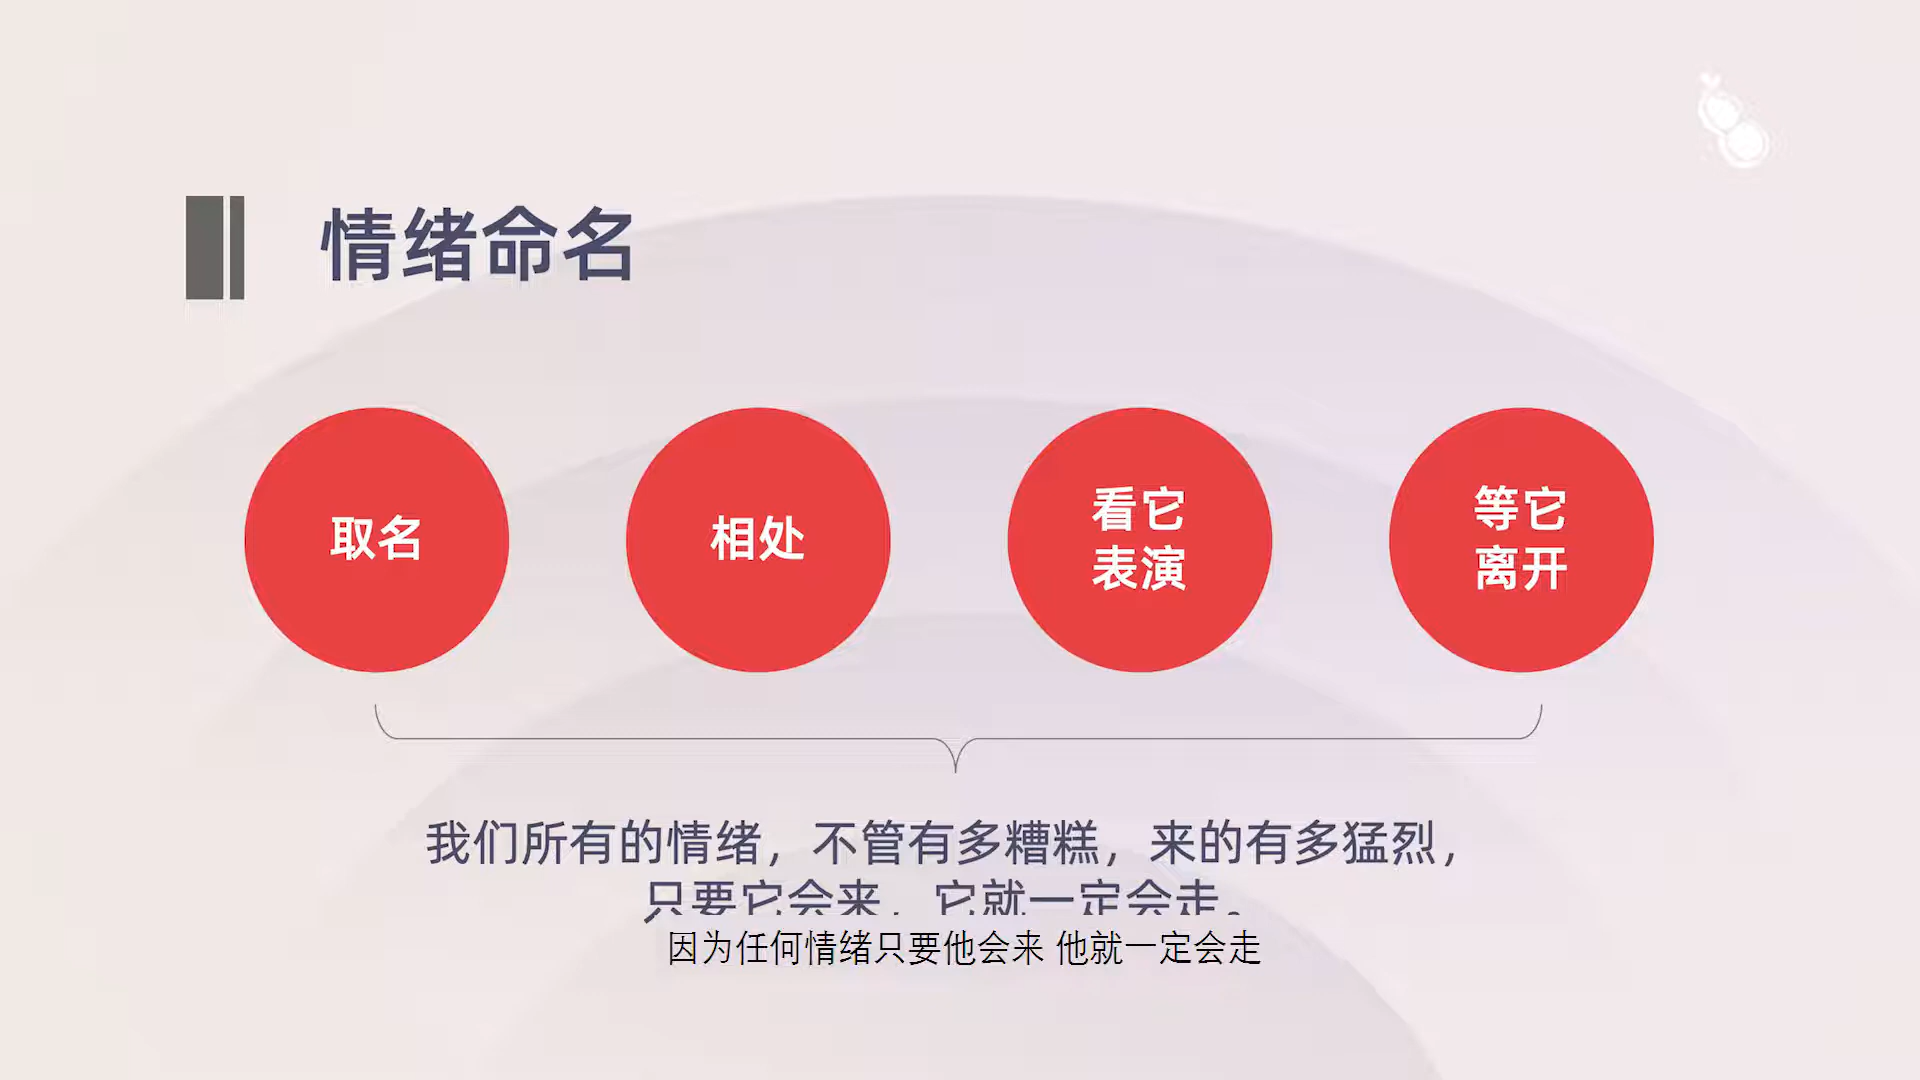 情绪命名
取名
相处
看它
表演
等它
离开
我们所有的情绪，不管有多糟糕，来的有多猛烈，
只要它会来，它就一定会走。
因为任何情绪只要他会来 他就一定会走